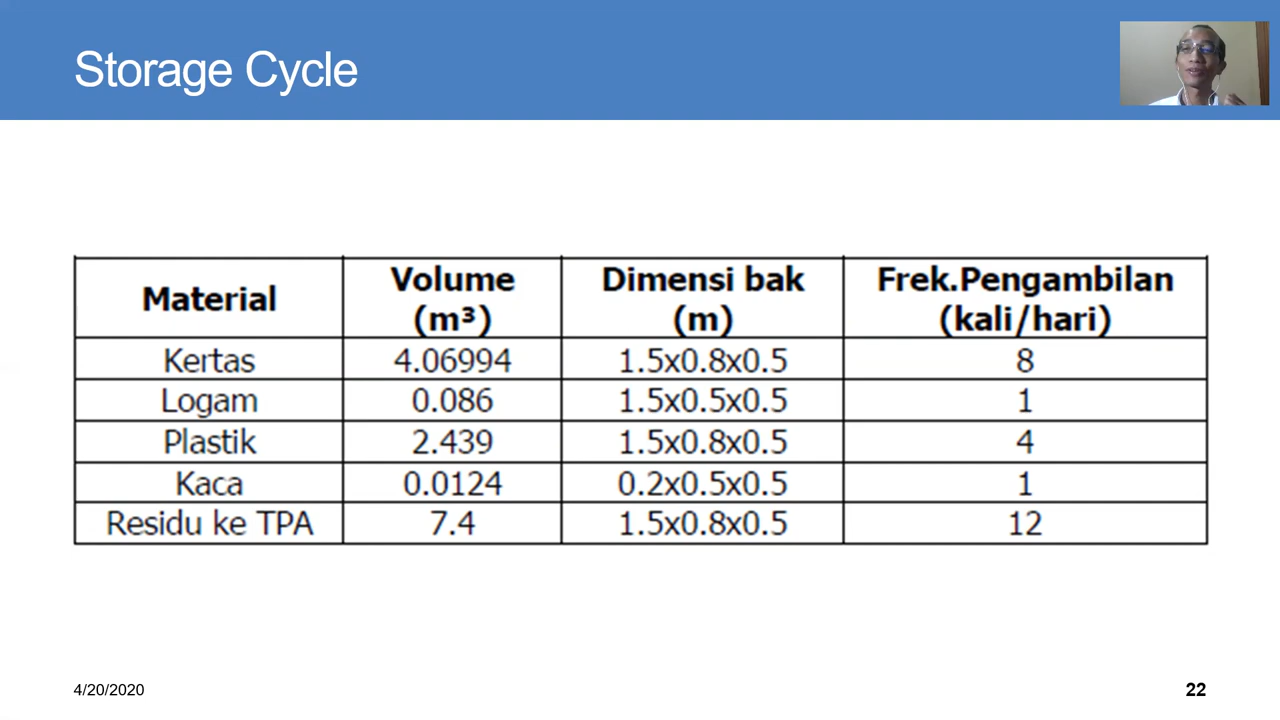 Storage Cycle
Material Volume (m³) Dimensi bak (m) Frek.Pengambilan (kali/hari)
Kertas 4.06994 1.5x0.8x0.5 8
Logam 0.086 1.5x0.5x0.5 1
Plastik 2.439 1.5x0.8x0.5 4
Kaca 0.0124 0.2x0.5x0.5 1
Residu ke TPA 7.4 1.5x0.8x0.5 12
4/20/2020 22